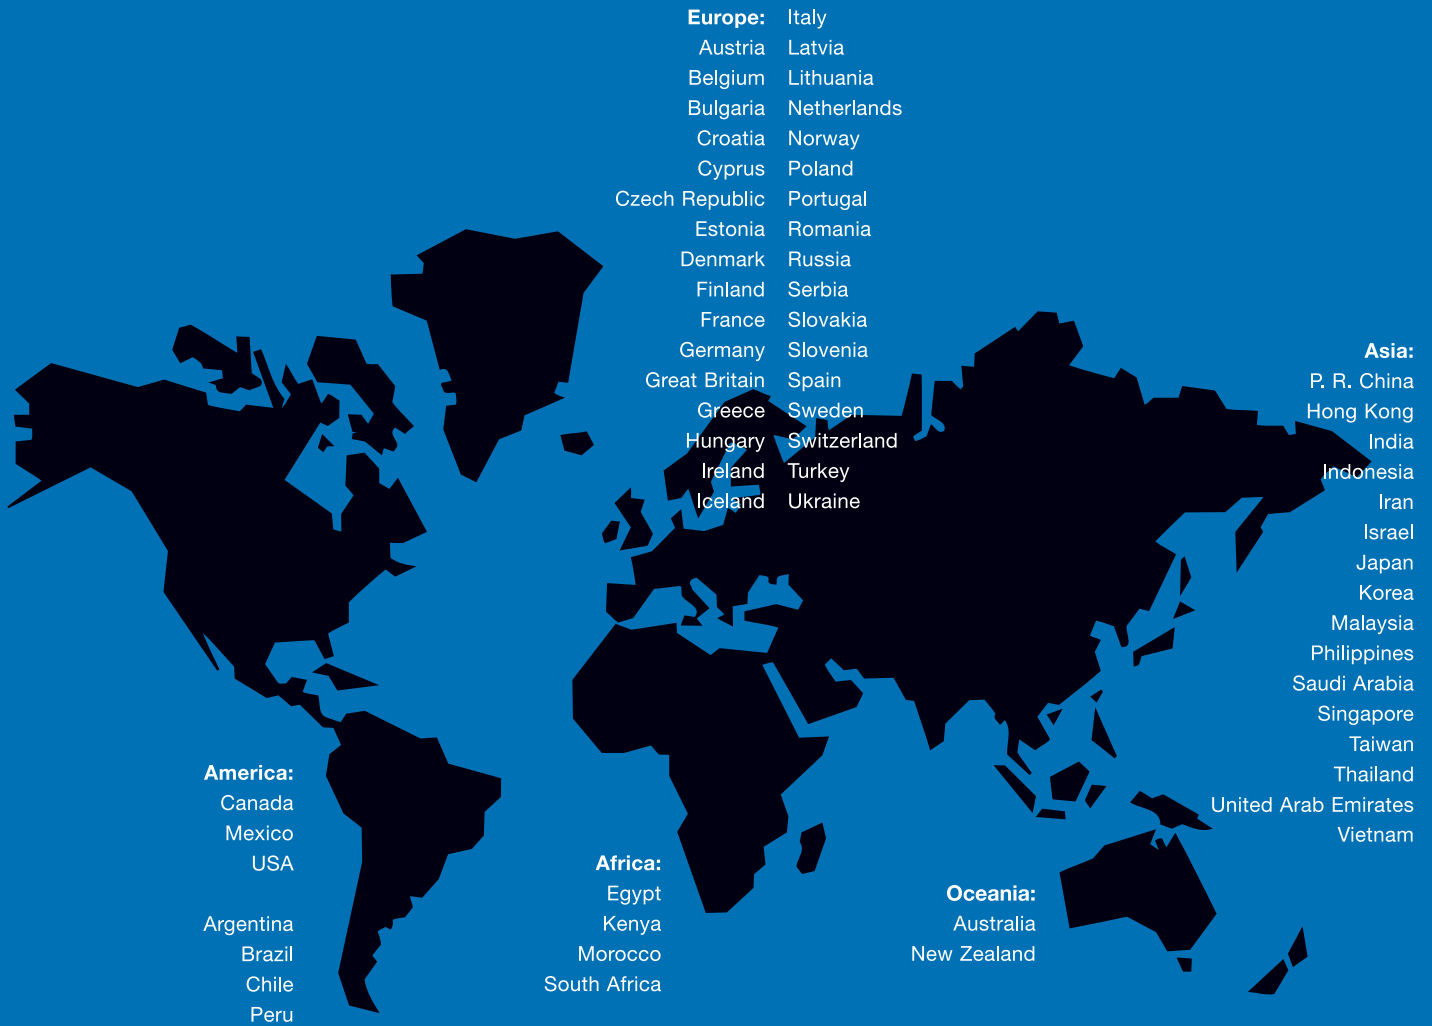 Europe:
Austria
Belgium
Bulgaria
Croatia
Cyprus
Czech Republic
Estonia
Denmark
Finland
France
Germany
Great Britain
Greece
Hungary
Ireland
Iceland
Italy
Latvia
Lithuania
Netherlands
Norway
Poland
Portugal
Romania
Russia
Serbia
Slovakia
Slovenia
Spain
Sweden
Switzerland
Turkey
Ukraine
Asia:
P. R. China
Hong Kong
India
Indonesia
Iran
Israel
Japan
Korea
Malaysia
Philippines
Saudi Arabia
Singapore
Taiwan
Thailand
United Arab Emirates
Vietnam
America:
Canada
Mexico
USA
Argentina
Brazil
Chile
Peru
Africa:
Egypt
Kenya
Morocco
South Africa
Oceania:
Australia
New Zealand